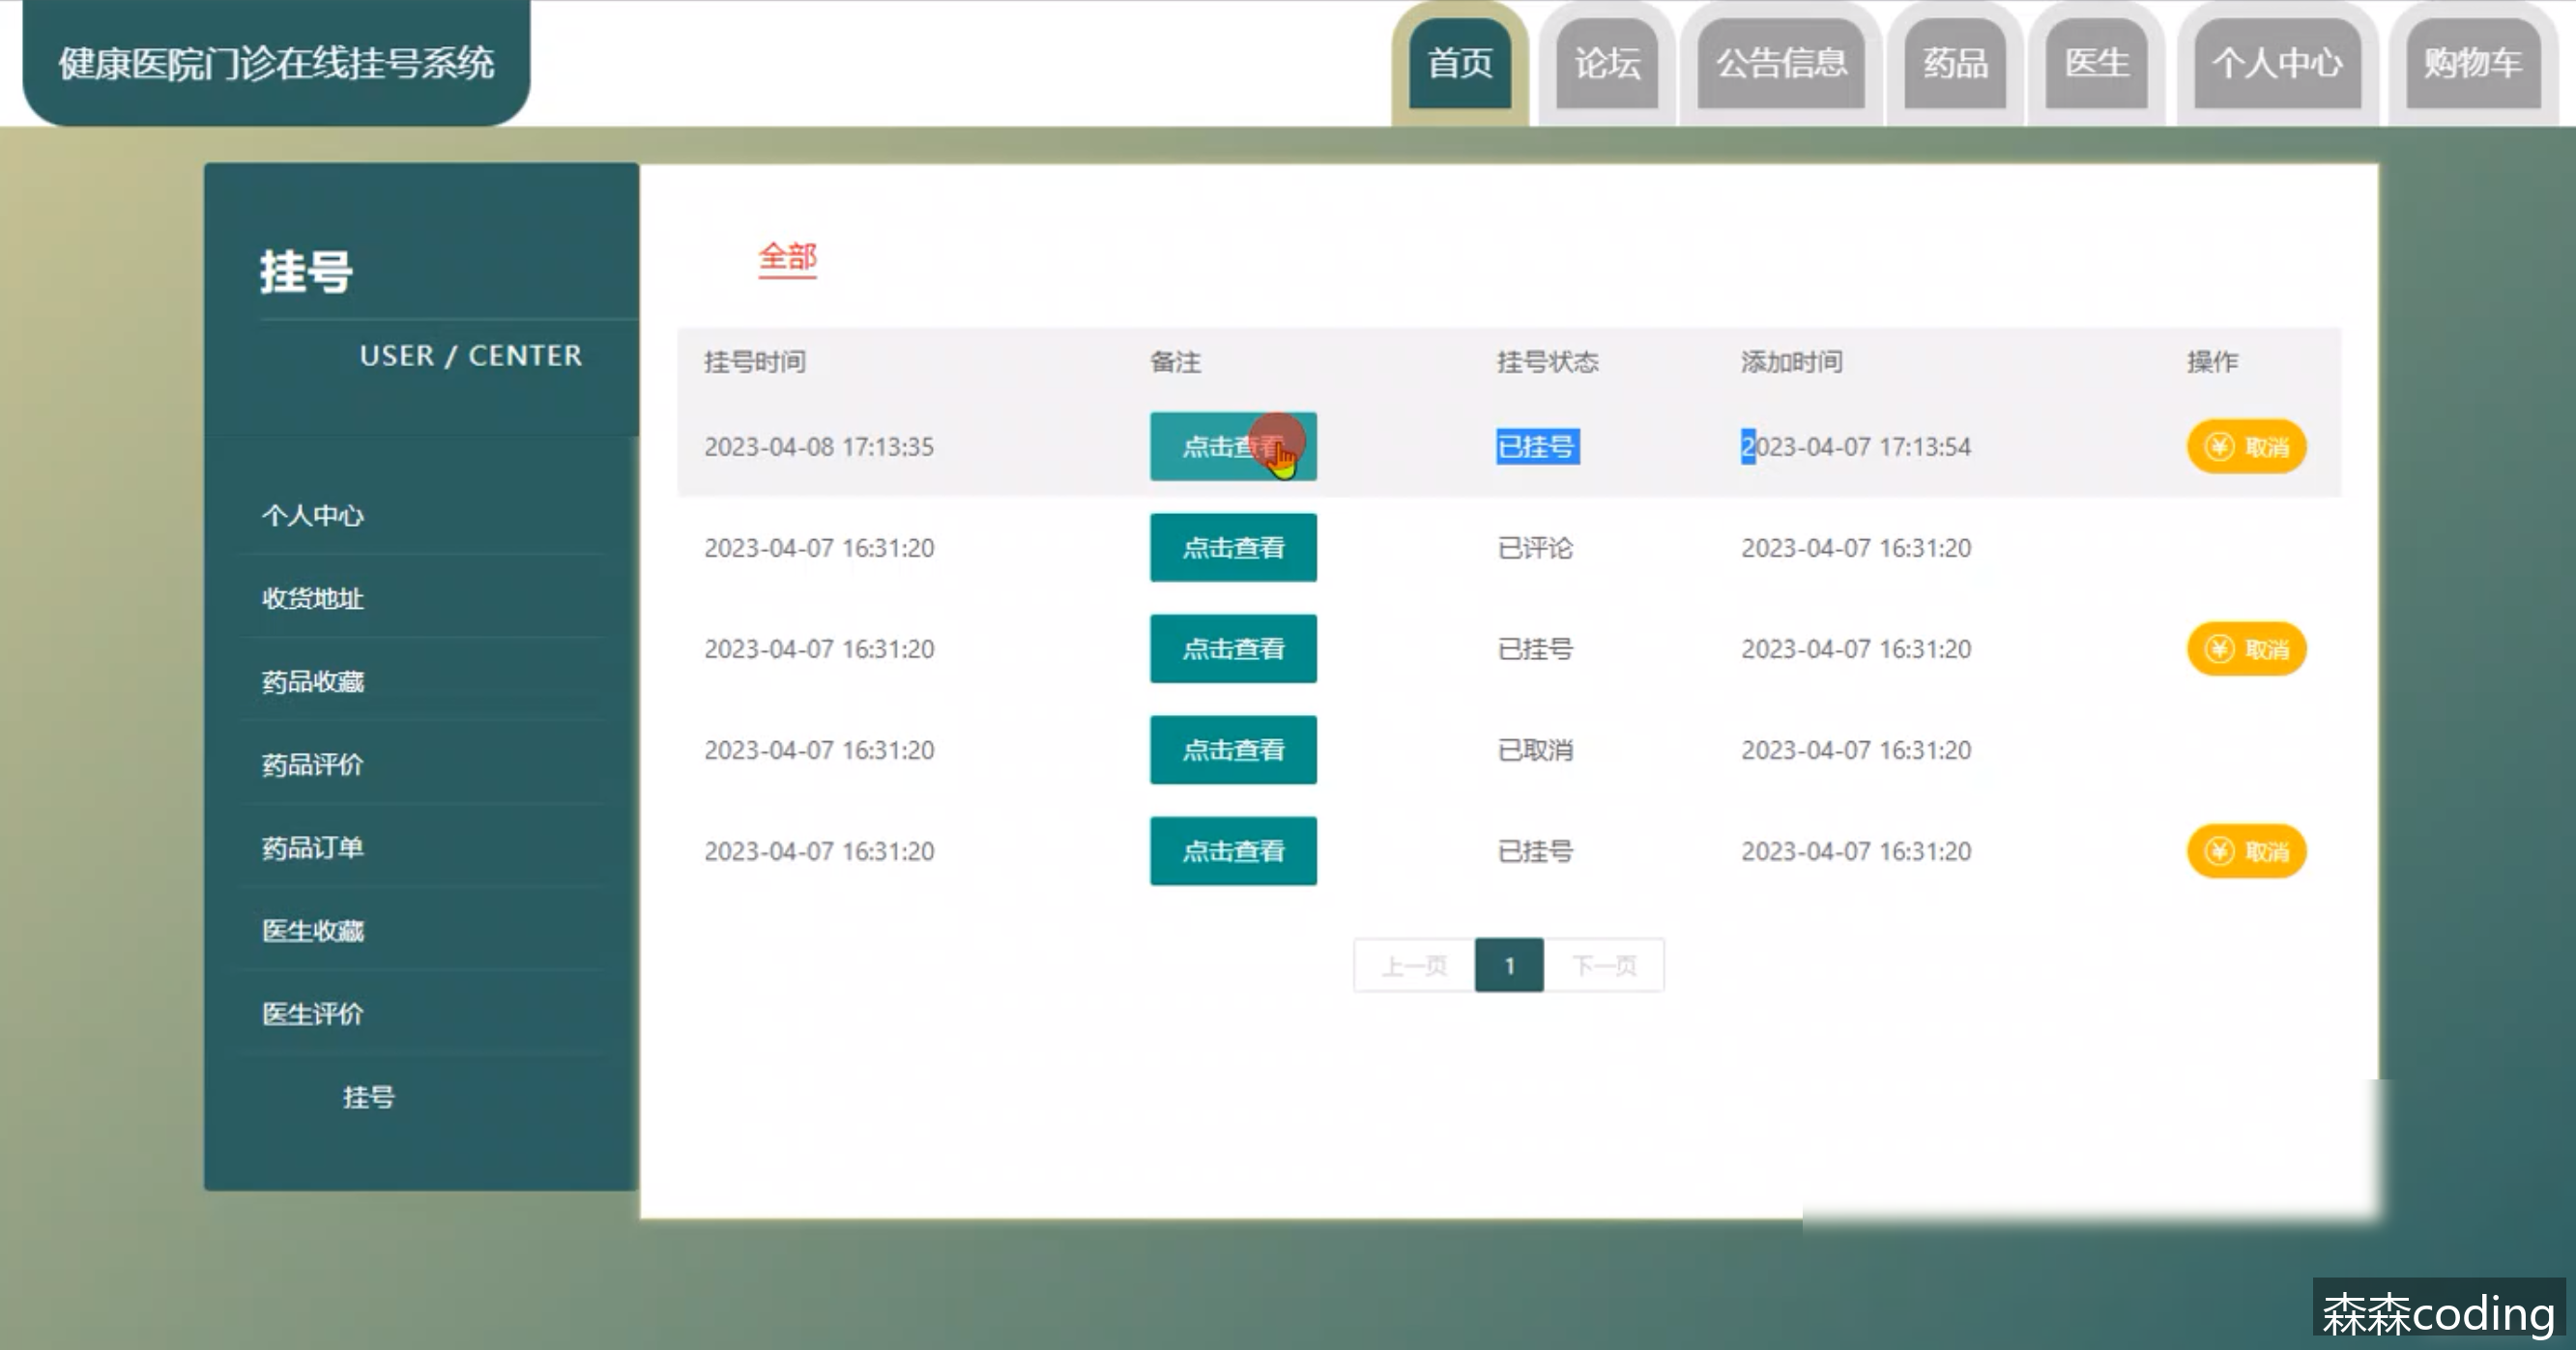 健康医院门诊在线挂号系统
首页 论坛 公告信息 药品 医生 个人中心 购物车
挂号
USER / CENTER
个人中心
收货地址
药品收藏
药品评价
药品订单
医生收藏
医生评价
挂号
全部
挂号时间 备注 挂号状态 添加时间 操作
2023-04-08 17:13:35 点击查看 已挂号 2023-04-07 17:13:54 取消
2023-04-07 16:31:20 点击查看 已评论 2023-04-07 16:31:20
2023-04-07 16:31:20 点击查看 已挂号 2023-04-07 16:31:20 取消
2023-04-07 16:31:20 点击查看 已取消 2023-04-07 16:31:20
2023-04-07 16:31:20 点击查看 已挂号 2023-04-07 16:31:20 取消
上一页 1 下一页
森森coding